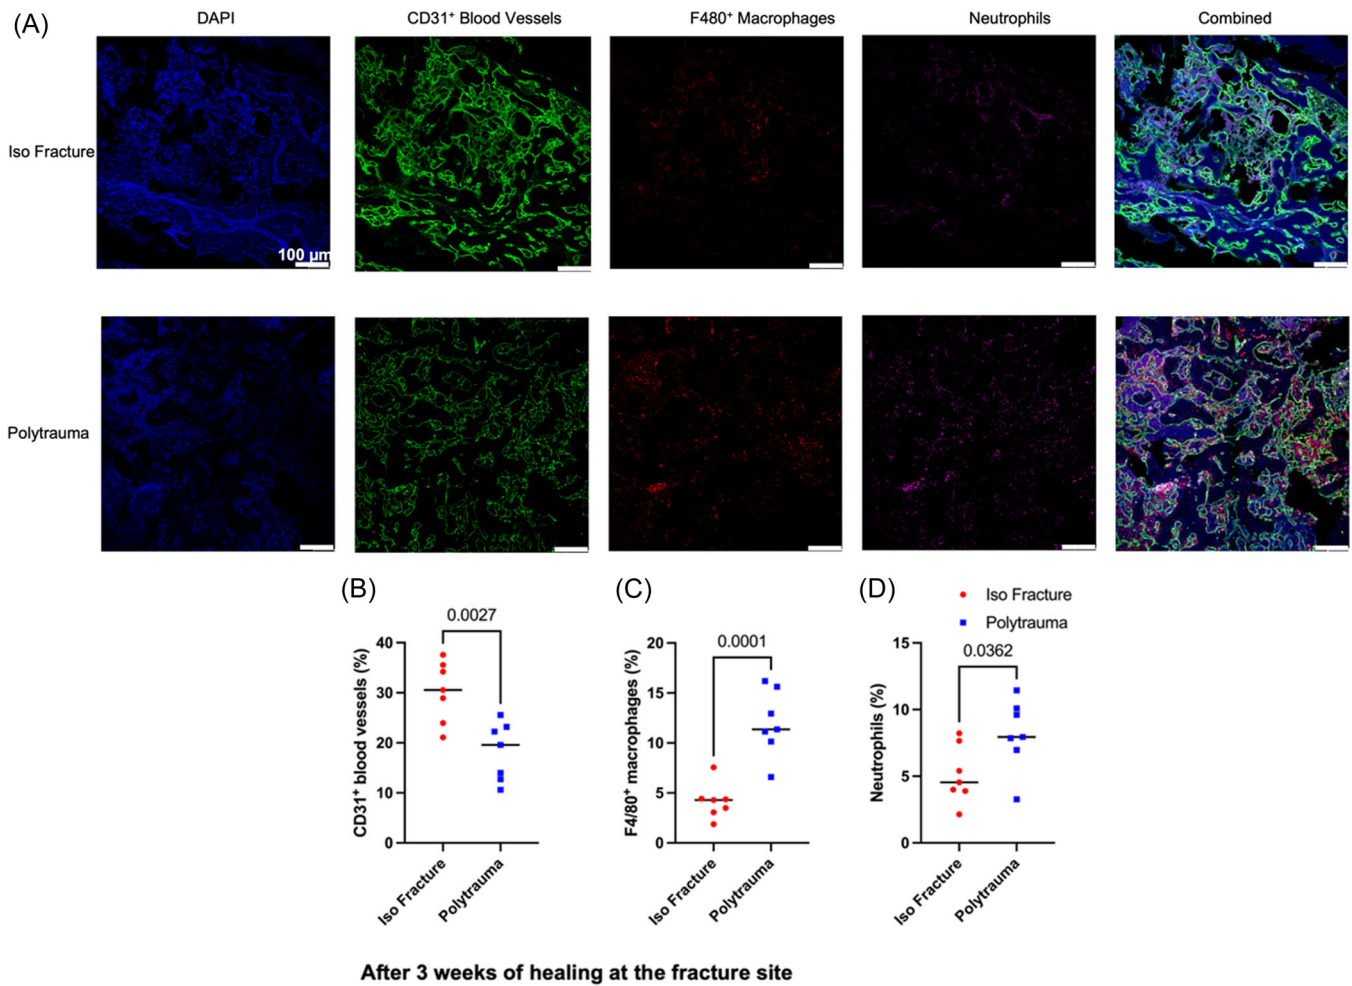 (A)
DAPI
CD31⁺ Blood Vessels
F480⁺ Macrophages
Neutrophils
Combined
Iso Fracture
100 μm
Polytrauma
(B)
0.0027
CD31⁺ blood vessels (%)
40
30
20
10
0
Iso Fracture
Polytrauma
(C)
0.0001
F4/80⁺ macrophages (%)
20
15
10
5
0
Iso Fracture
Polytrauma
(D)
Iso Fracture
Polytrauma
0.0362
Neutrophils (%)
15
10
5
0
Iso Fracture
Polytrauma
After 3 weeks of healing at the fracture site